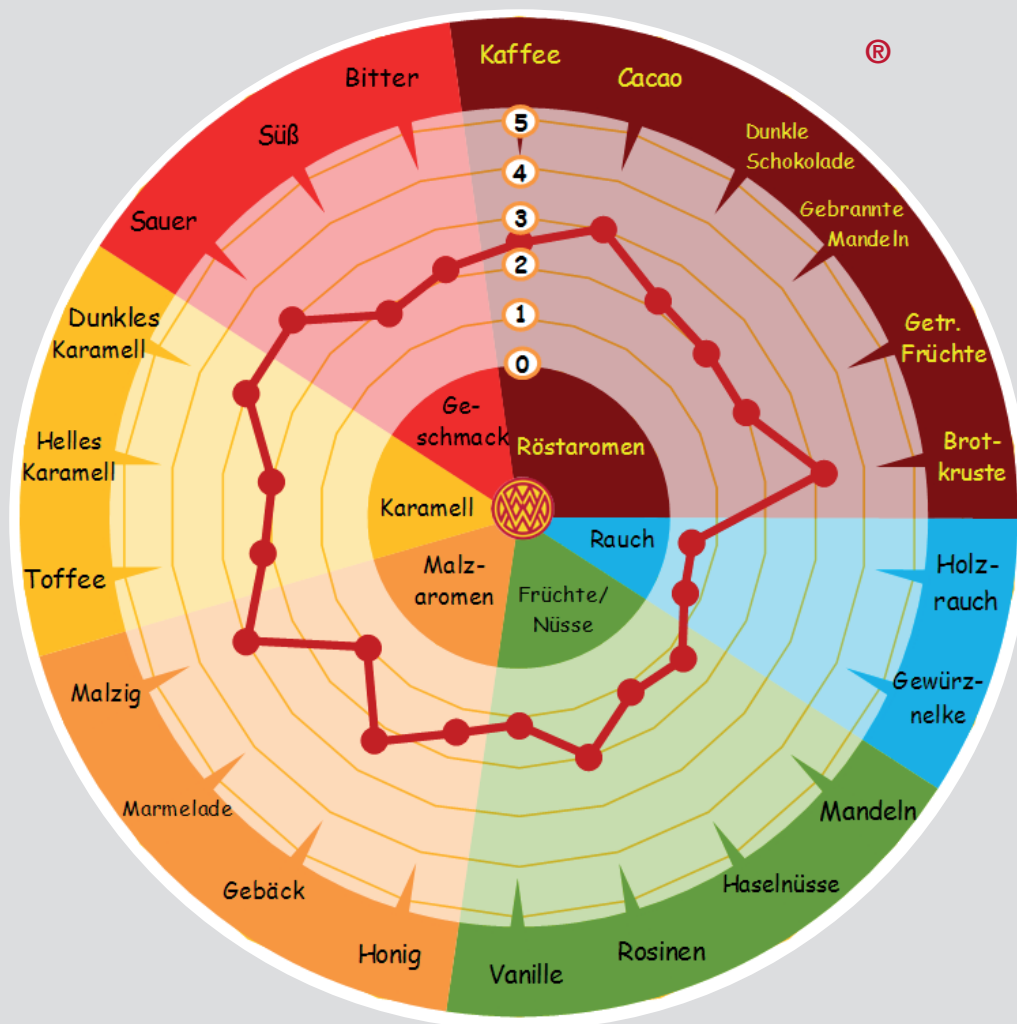 ®
Kaffee
Cacao
Dunkle
Schokolade
Gebrannte
Mandeln
Getr.
Früchte
Brot-
kruste
Holz-
rauch
Gewürz-
nelke
Mandeln
Haselnüsse
Rosinen
Vanille
Honig
Gebäck
Marmelade
Malzig
Toffee
Helles
Karamell
Dunkles
Karamell
Sauer
Süß
Bitter
5
4
3
2
1
0
Ge-
schmack
Röstaromen
Karamell
Rauch
Malz-
aromen
Früchte/
Nüsse